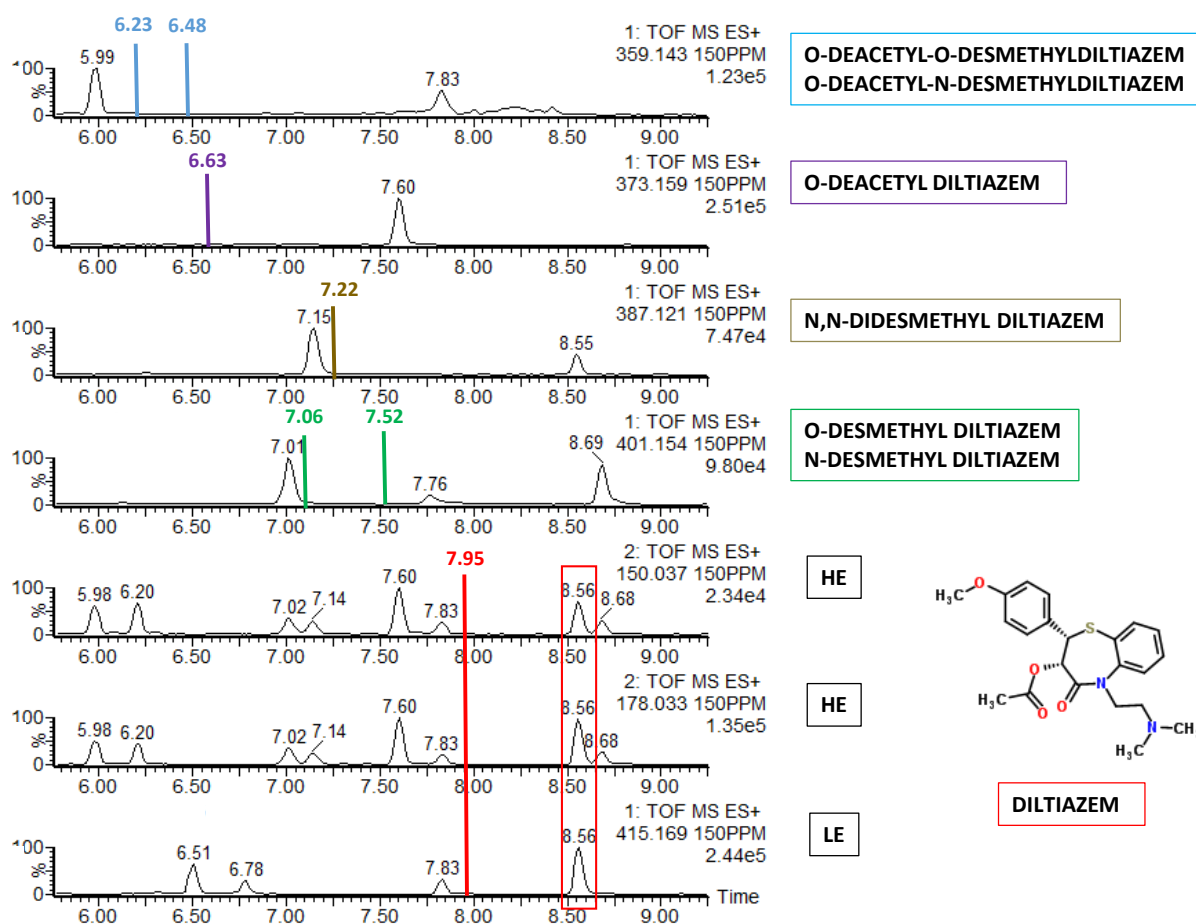 6.23 6.48
1: TOF MS ES+
359.143 150PPM
1.23e5
5.99 7.83
00
%
0
6.00 6.50 7.00 7.50 8.00 8.50 9.00
O-DEACETYL-O-DESMETHYLDILTIAZEM
O-DEACETYL-N-DESMETHYLDILTIAZEM
6.63
1: TOF MS ES+
373.159 150PPM
2.51e5
7.60
100
%
0
6.00 6.50 7.00 7.50 8.00 8.50 9.00
O-DEACETYL DILTIAZEM
7.22
1: TOF MS ES+
387.121 150PPM
7.47e4
7.15 8.55
100
%
0
6.00 6.50 7.00 7.50 8.00 8.50 9.00
N,N-DIDESMETHYL DILTIAZEM
7.06 7.52
1: TOF MS ES+
401.154 150PPM
9.80e4
7.01 7.76 8.69
100
%
0
6.00 6.50 7.00 7.50 8.00 8.50 9.00
O-DESMETHYL DILTIAZEM
N-DESMETHYL DILTIAZEM
7.95
2: TOF MS ES+
150.037 150PPM
2.34e4
5.98 6.20 7.02 7.14 7.60 7.83 8.56 8.68
100
%
0
6.00 6.50 7.00 7.50 8.00 8.50 9.00
HE
2: TOF MS ES+
178.033 150PPM
1.35e5
5.98 6.20 7.02 7.14 7.60 7.83 8.56 8.68
100
%
0
6.00 6.50 7.00 7.50 8.00 8.50 9.00
HE
1: TOF MS ES+
415.169 150PPM
2.44e5
6.51 6.78 7.83 8.56
100
%
0
Time
6.00 6.50 7.00 7.50 8.00 8.50 9.00
LE
H₃C O
S
O
N
CH₃ O O
N CH₃
H₃C
DILTIAZEM